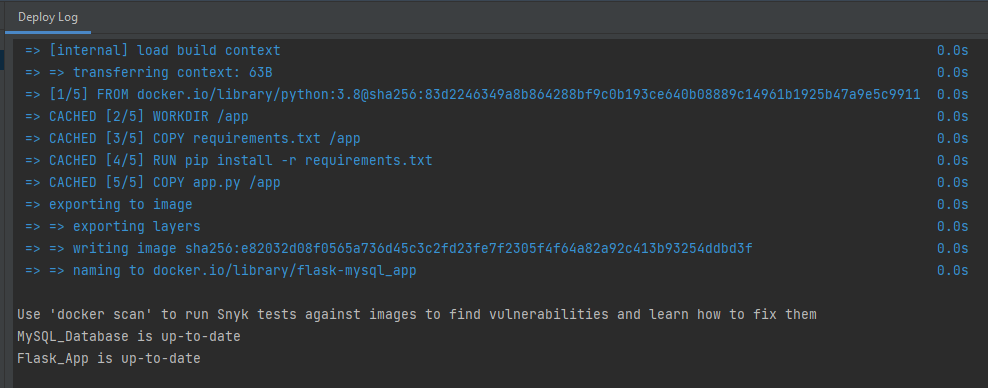 Deploy Log
=> [internal] load build context 0.0s
=> => transferring context: 63B 0.0s
=> [1/5] FROM docker.io/library/python:3.8@sha256:83d2246349a8b864288bf9c0b193ce640b08889c14961b1925b47a9e5c9911 0.0s
=> CACHED [2/5] WORKDIR /app 0.0s
=> CACHED [3/5] COPY requirements.txt /app 0.0s
=> CACHED [4/5] RUN pip install -r requirements.txt 0.0s
=> CACHED [5/5] COPY app.py /app 0.0s
=> exporting to image 0.0s
=> => exporting layers 0.0s
=> => writing image sha256:e82032d08f0565a736d45c3c2fd23fe7f2305f4f64a82a92c413b93254ddbd3f 0.0s
=> => naming to docker.io/library/flask-mysql_app 0.0s
Use 'docker scan' to run Snyk tests against images to find vulnerabilities and learn how to fix them
MySQL_Database is up-to-date
Flask_App is up-to-date